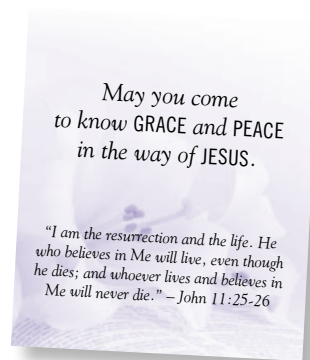 May you come
to know GRACE and PEACE
in the way of JESUS.
“I am the resurrection and the life. He
who believes in Me will live, even though
he dies; and whoever lives and believes in
Me will never die.” – John 11:25-26